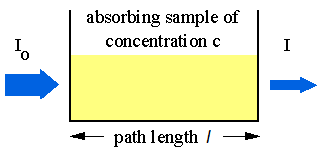 absorbing sample of
concentration c
I₀
I
path length l